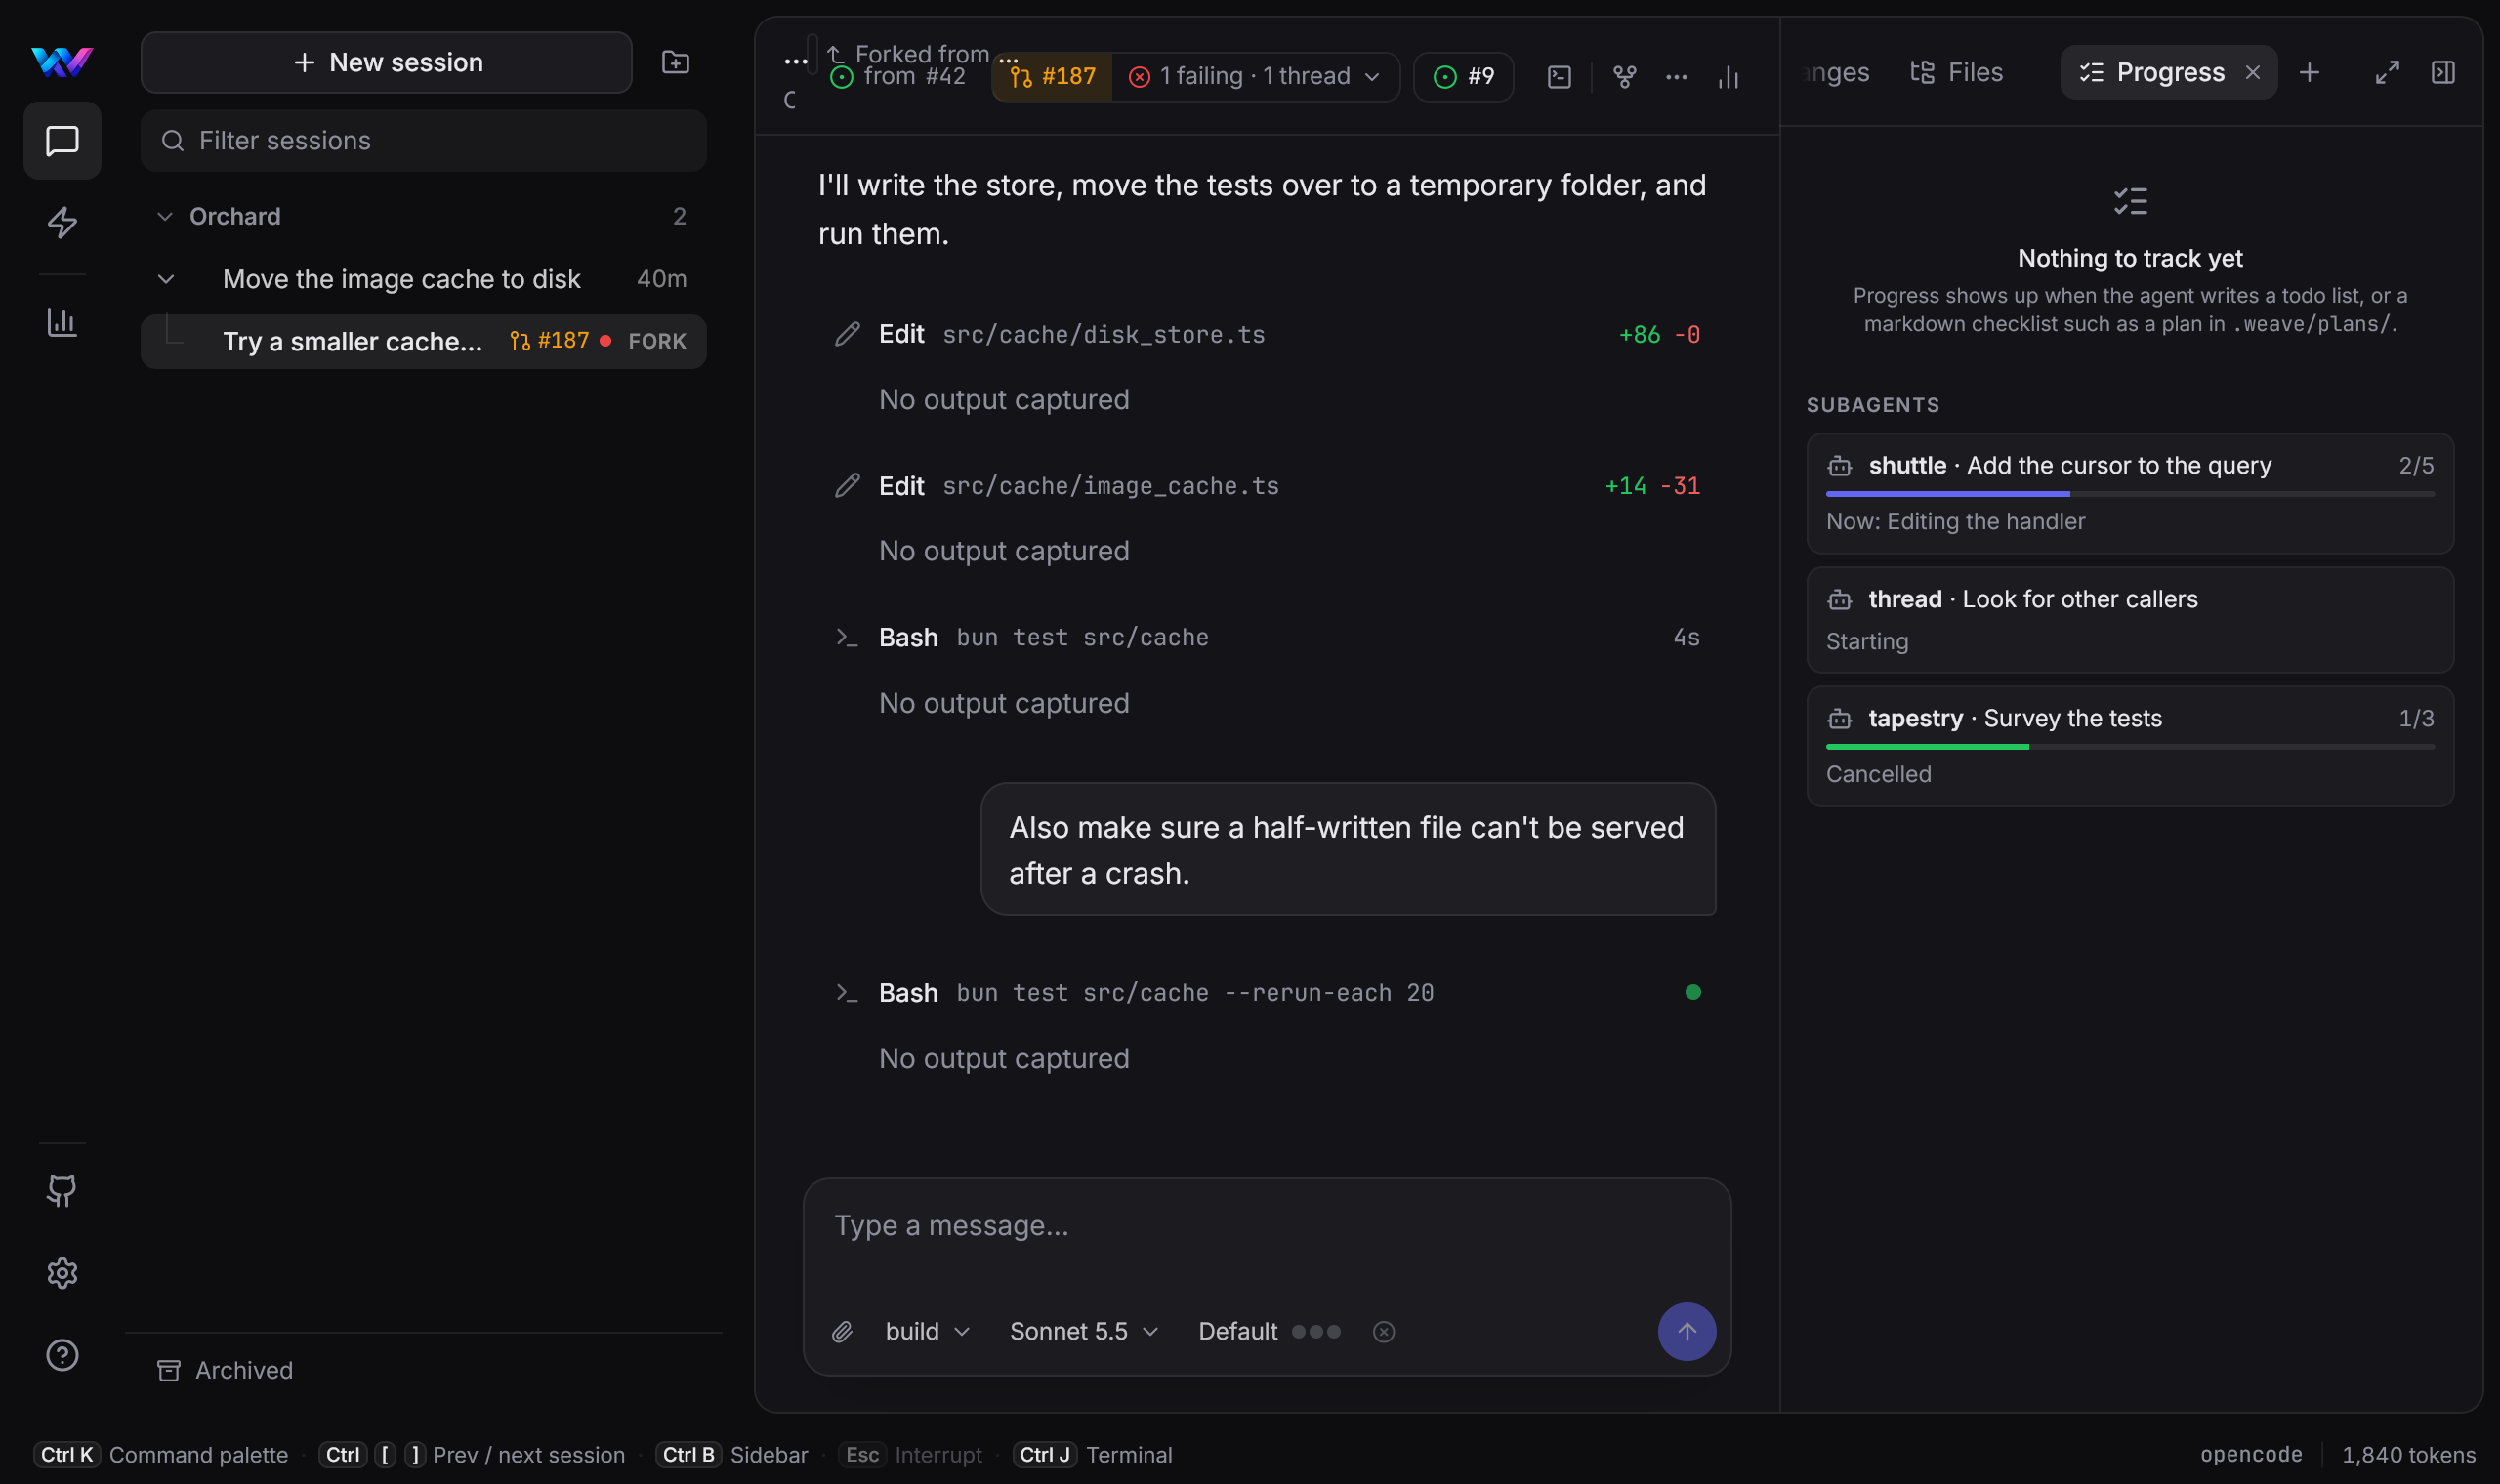 New session
Filter sessions
Orchard 2
Move the image cache to disk 40m
Try a smaller cache... #187 FORK
Archived
Forked from ...
from #42
#187
1 failing · 1 thread
#9
I'll write the store, move the tests over to a temporary folder, and
run them.
Edit src/cache/disk_store.ts +86 -0
No output captured
Edit src/cache/image_cache.ts +14 -31
No output captured
Bash bun test src/cache 4s
No output captured
Also make sure a half-written file can't be served
after a crash.
Bash bun test src/cache --rerun-each 20
No output captured
Type a message...
build
Sonnet 5.5
Default
anges
Files
Progress
Nothing to track yet
Progress shows up when the agent writes a todo list, or a
markdown checklist such as a plan in .weave/plans/.
SUBAGENTS
shuttle · Add the cursor to the query 2/5
Now: Editing the handler
thread · Look for other callers
Starting
tapestry · Survey the tests 1/3
Cancelled
Ctrl K Command palette · Ctrl [ ] Prev / next session · Ctrl B Sidebar · Esc Interrupt · Ctrl J Terminal
opencode
1,840 tokens